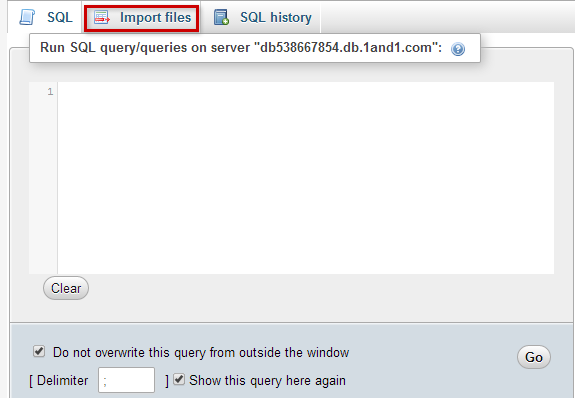 SQL Import files SQL history
Run SQL query/queries on server "db538667854.db.1and1.com":
1
Clear
Do not overwrite this query from outside the window
Go
[ Delimiter ; ] Show this query here again